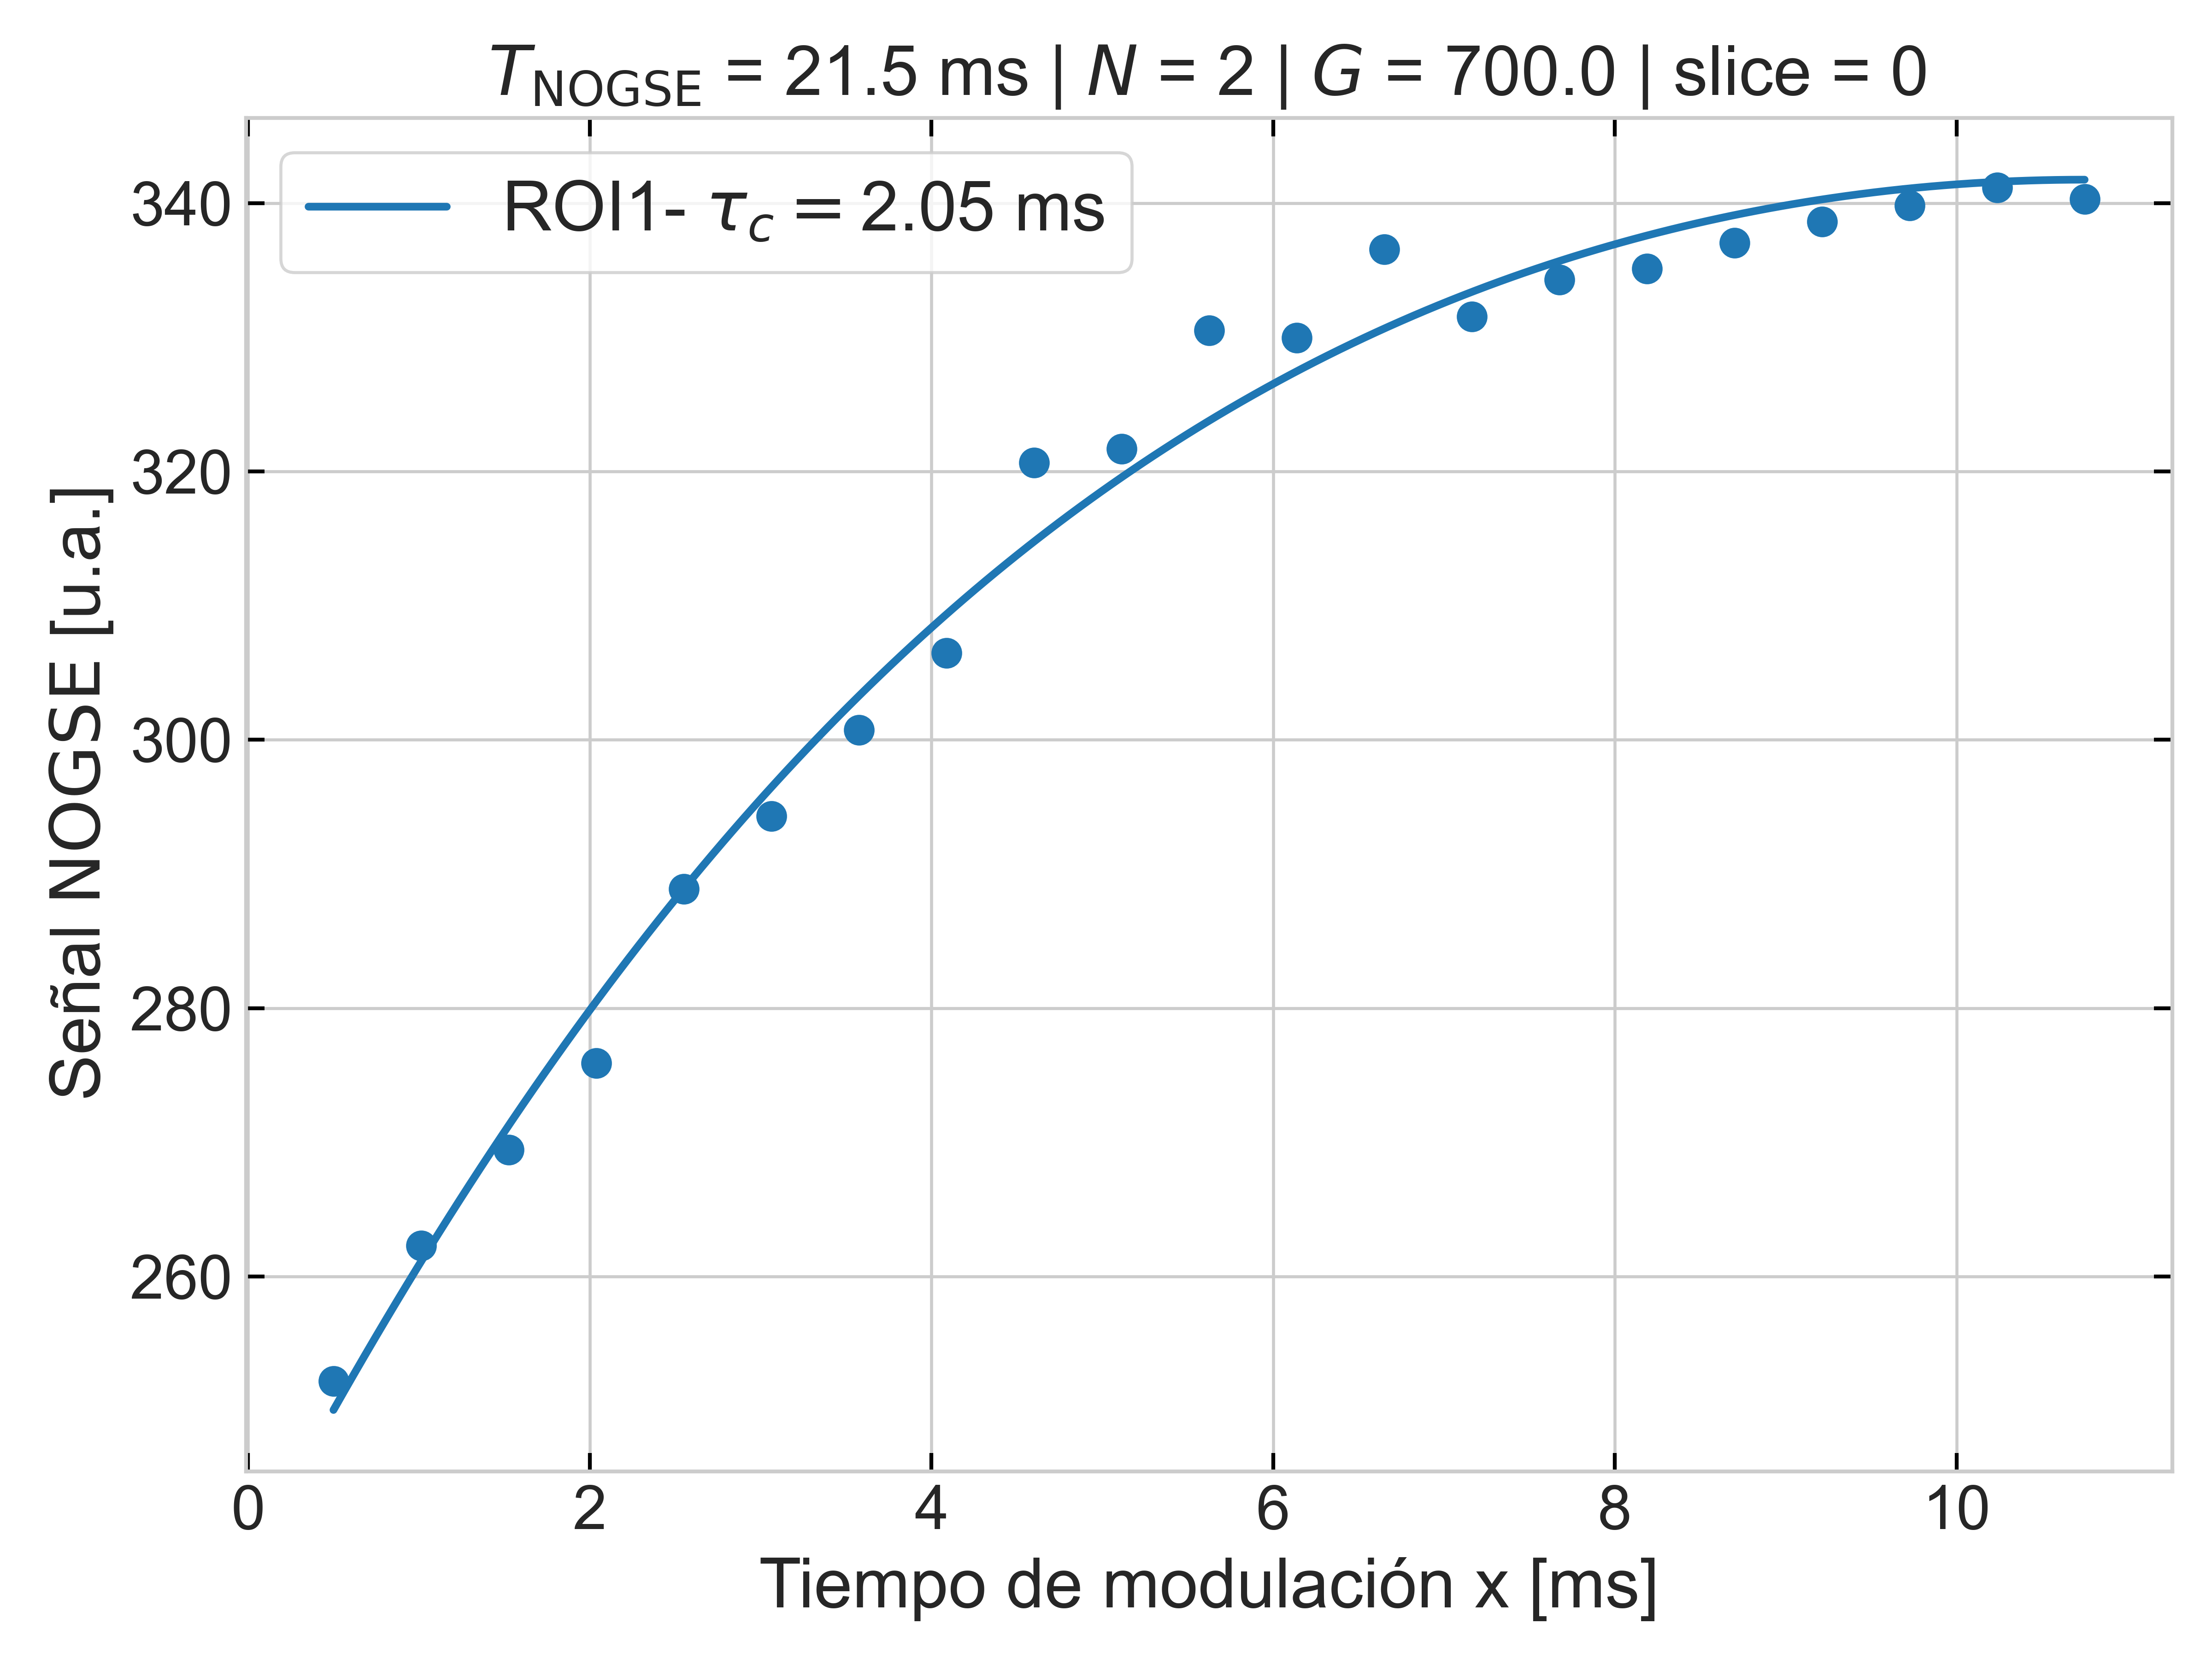 T_NOGSE = 21.5 ms | N = 2 | G = 700.0 | slice = 0
ROI1- τ_c = 2.05 ms
Señal NOGSE [u.a.]
340
320
300
280
260
0 2 4 6 8 10
Tiempo de modulación x [ms]